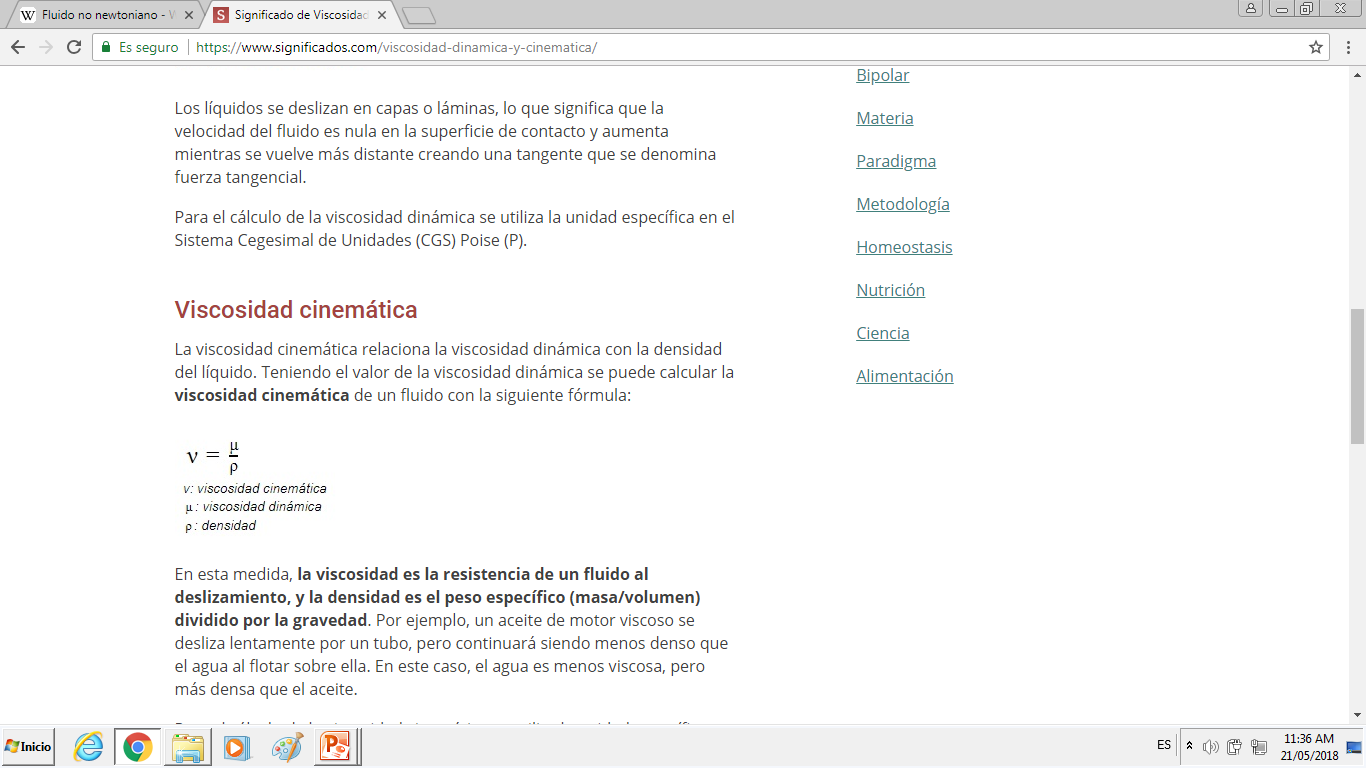 Fluido no newtoniano - W
Significado de Viscosidad
Es seguro
https://www.significados.com/viscosidad-dinamica-y-cinematica/
Los líquidos se deslizan en capas o láminas, lo que significa que la
velocidad del fluido es nula en la superficie de contacto y aumenta
mientras se vuelve más distante creando una tangente que se denomina
fuerza tangencial.
Para el cálculo de la viscosidad dinámica se utiliza la unidad específica en el
Sistema Cegesimal de Unidades (CGS) Poise (P).
Viscosidad cinemática
La viscosidad cinemática relaciona la viscosidad dinámica con la densidad
del líquido. Teniendo el valor de la viscosidad dinámica se puede calcular la
viscosidad cinemática de un fluido con la siguiente fórmula:
ν = μ/ρ
ν: viscosidad cinemática
μ : viscosidad dinámica
ρ : densidad
En esta medida, la viscosidad es la resistencia de un fluido al
deslizamiento, y la densidad es el peso específico (masa/volumen)
dividido por la gravedad. Por ejemplo, un aceite de motor viscoso se
desliza lentamente por un tubo, pero continuará siendo menos denso que
el agua al flotar sobre ella. En este caso, el agua es menos viscosa, pero
más densa que el aceite.
Bipolar
Materia
Paradigma
Metodología
Homeostasis
Nutrición
Ciencia
Alimentación
Inicio
ES
11:36 AM
21/05/2018